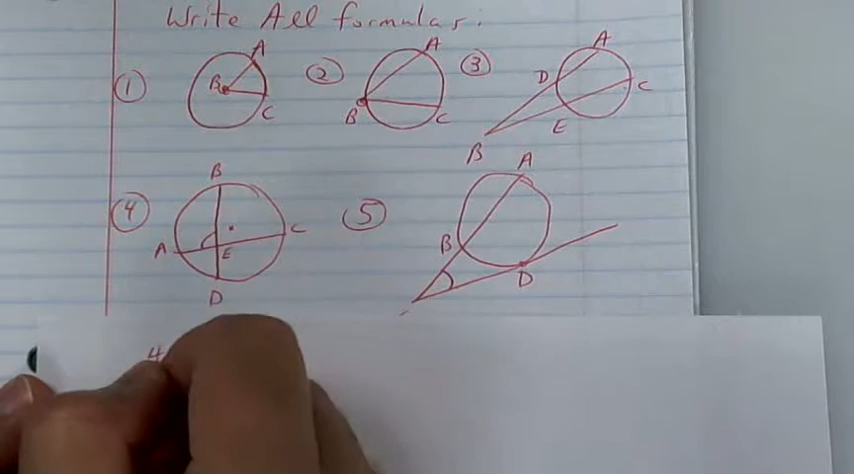 Write All formulas:
① A B C ② A B C ③ A D C E B
④ B A C E D ⑤ A B D
4